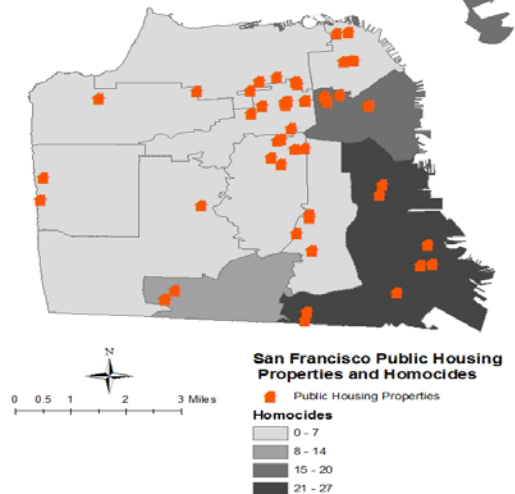 N
0 0.5 1 2 3 Miles
San Francisco Public Housing
Properties and Homocides
Public Housing Properties
Homocides
0 - 7
8 - 14
15 - 20
21 - 27